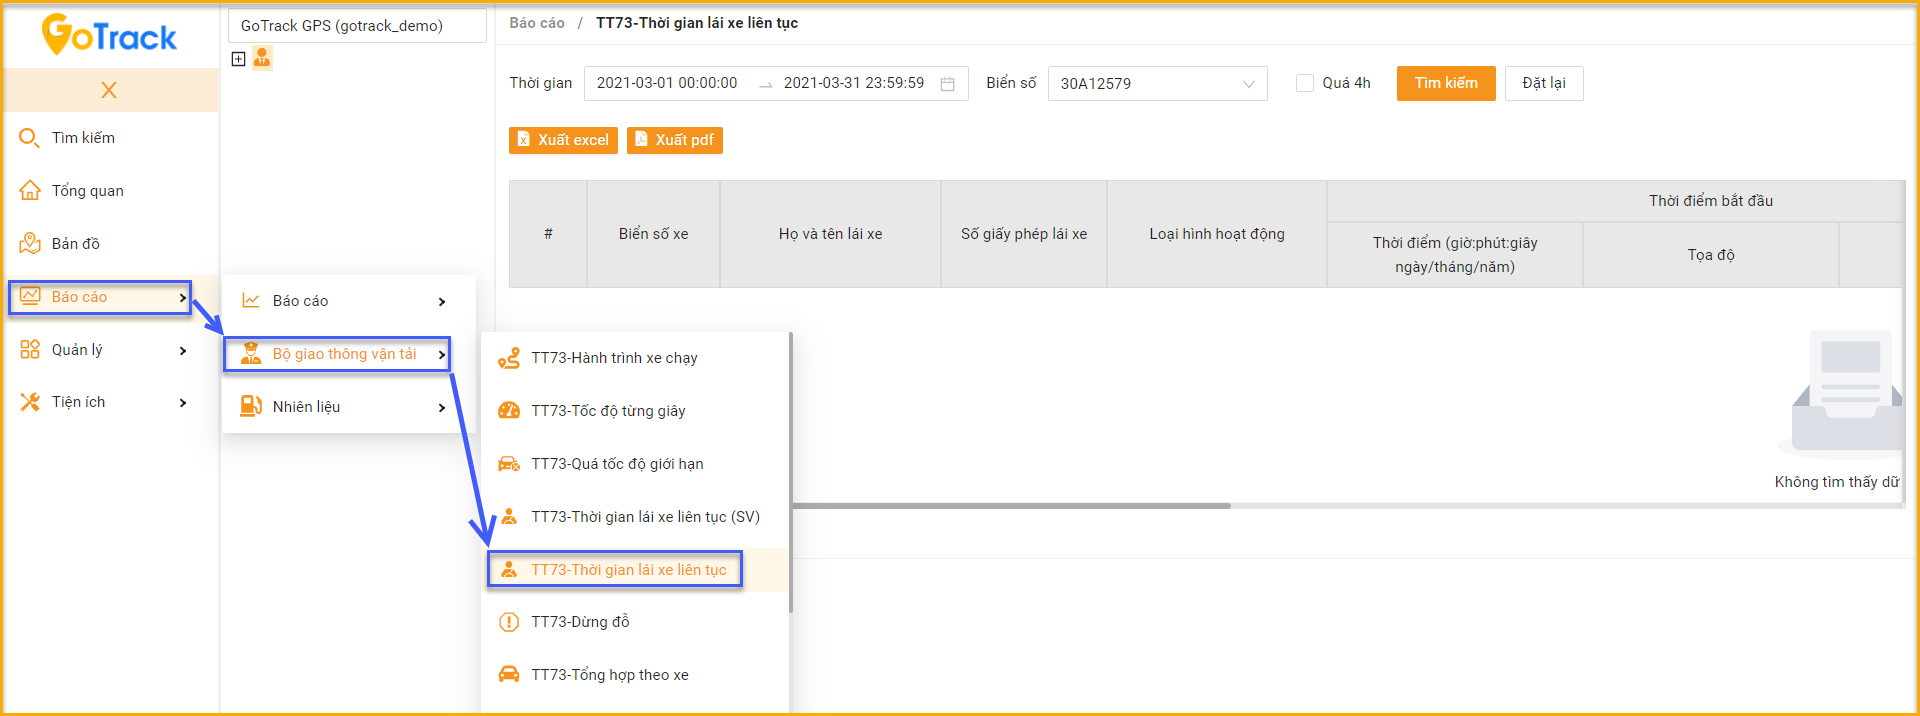 GoTrack
X
Tìm kiếm
Tổng quan
Bản đồ
Báo cáo
Quản lý
Tiện ích
GoTrack GPS (gotrack_demo)
Báo cáo
Bộ giao thông vận tải
Nhiên liệu
TT73-Hành trình xe chạy
TT73-Tốc độ từng giây
TT73-Quá tốc độ giới hạn
TT73-Thời gian lái xe liên tục (SV)
TT73-Thời gian lái xe liên tục
TT73-Dừng đỗ
TT73-Tổng hợp theo xe
Báo cáo / TT73-Thời gian lái xe liên tục
Thời gian 2021-03-01 00:00:00 → 2021-03-31 23:59:59 Biển số 30A12579 Quá 4h Tìm kiếm Đặt lại
Xuất excel Xuất pdf
# Biển số xe Họ và tên lái xe Số giấy phép lái xe Loại hình hoạt động
Thời điểm bắt đầu
Thời điểm (giờ:phút:giây
ngày/tháng/năm)
Tọa độ
Không tìm thấy dữ